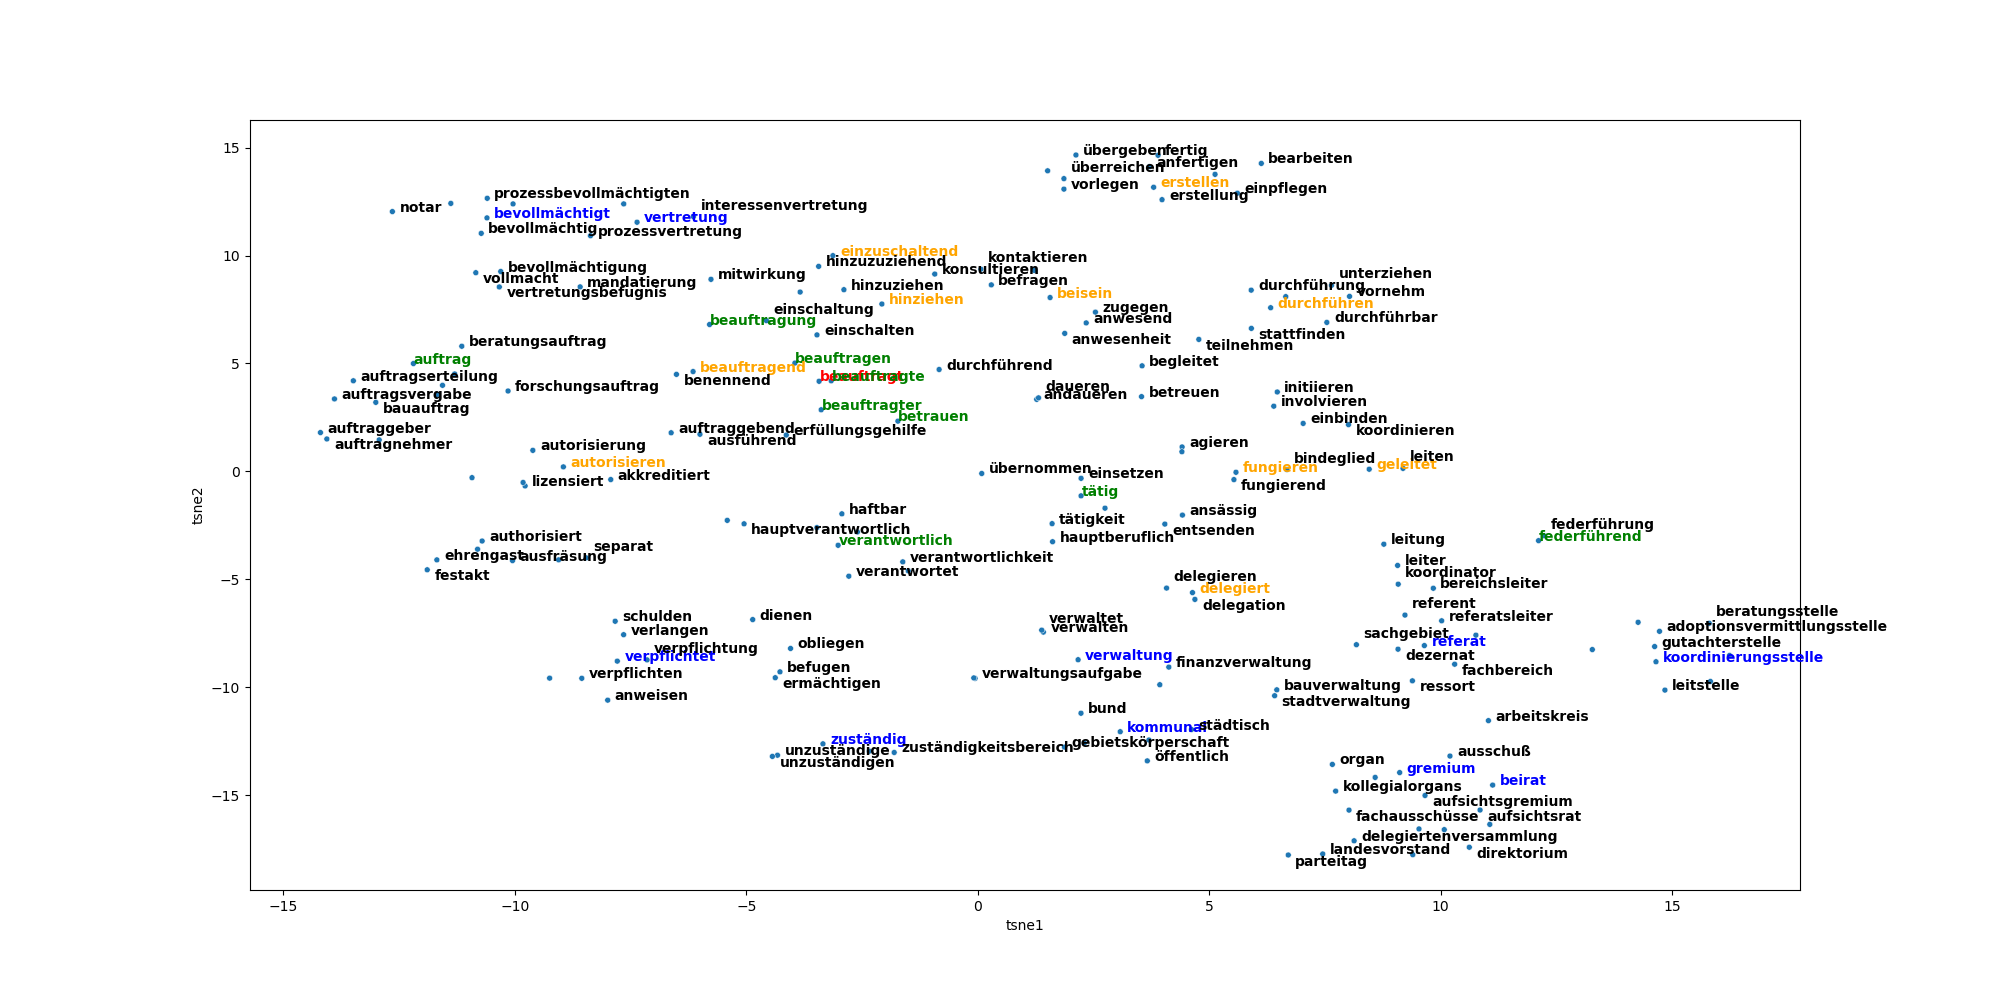 übergeben
fertig
anfertigen
bearbeiten
überreichen
vorlegen
erstellen
einpflegen
erstellung
prozessbevollmächtigten
notar
interessenvertretung
bevollmächtigt
vertretung
bevollmächtig
prozessvertretung
einzuschaltend
hinzuzuziehend
kontaktieren
konsultieren
befragen
bevollmächtigung
vollmacht
mandatierung
vertretungsbefugnis
mitwirkung
hinzuziehen
hinziehen
beisein
unterziehen
durchführung
vornehm
durchführen
durchführbar
einschaltung
beauftragung
einschalten
zugegen
anwesend
anwesenheit
stattfinden
teilnehmen
beratungsauftrag
auftrag
auftragserteilung
beauftragen
beauftragend
benennend
beauftragt
beauftragte
durchführend
begleitet
auftragsvergabe
forschungsauftrag
bauauftrag
daueren
andaueren
betreuen
initiieren
involvieren
beauftragter
betrauen
einbinden
koordinieren
auftraggeber
auftragnehmer
auftraggebend
ausführend
erfüllungsgehilfe
autorisierung
autorisieren
agieren
bindeglied
leiten
geleitet
lizensiert
akkreditiert
übernommen
einsetzen
fungieren
fungierend
tätig
haftbar
tätigkeit
ansässig
hauptverantwortlich
verantwortlich
hauptberuflich
entsenden
federführung
federführend
authorisiert
ehrengast
ausfräsung
separat
festakt
verantwortlichkeit
verantwortet
leitung
leiter
koordinator
bereichsleiter
delegieren
delegiert
delegation
referent
referatsleiter
schulden
verlangen
dienen
verwaltet
verwalten
beratungsstelle
adoptionsvermittlungsstelle
sachgebiet
referat
gutachterstelle
verpflichtung
verpflichtet
obliegen
verwaltung
dezernat
koordinierungsstelle
verpflichten
befugen
ermächtigen
finanzverwaltung
verwaltungsaufgabe
fachbereich
ressort
leitstelle
anweisen
bauverwaltung
stadtverwaltung
bund
arbeitskreis
kommunal
städtisch
zuständig
unzuständige
unzuständigen
zuständigkeitsbereich
gebietskörperschaft
öffentlich
ausschuß
organ
gremium
beirat
kollegialorgans
aufsichtsgremium
fachausschüsse
aufsichtsrat
delegiertenversammlung
landesvorstand
parteitag
direktorium
15
10
5
0
−5
−10
−15
tsne2
−15 −10 −5 0 5 10 15
tsne1